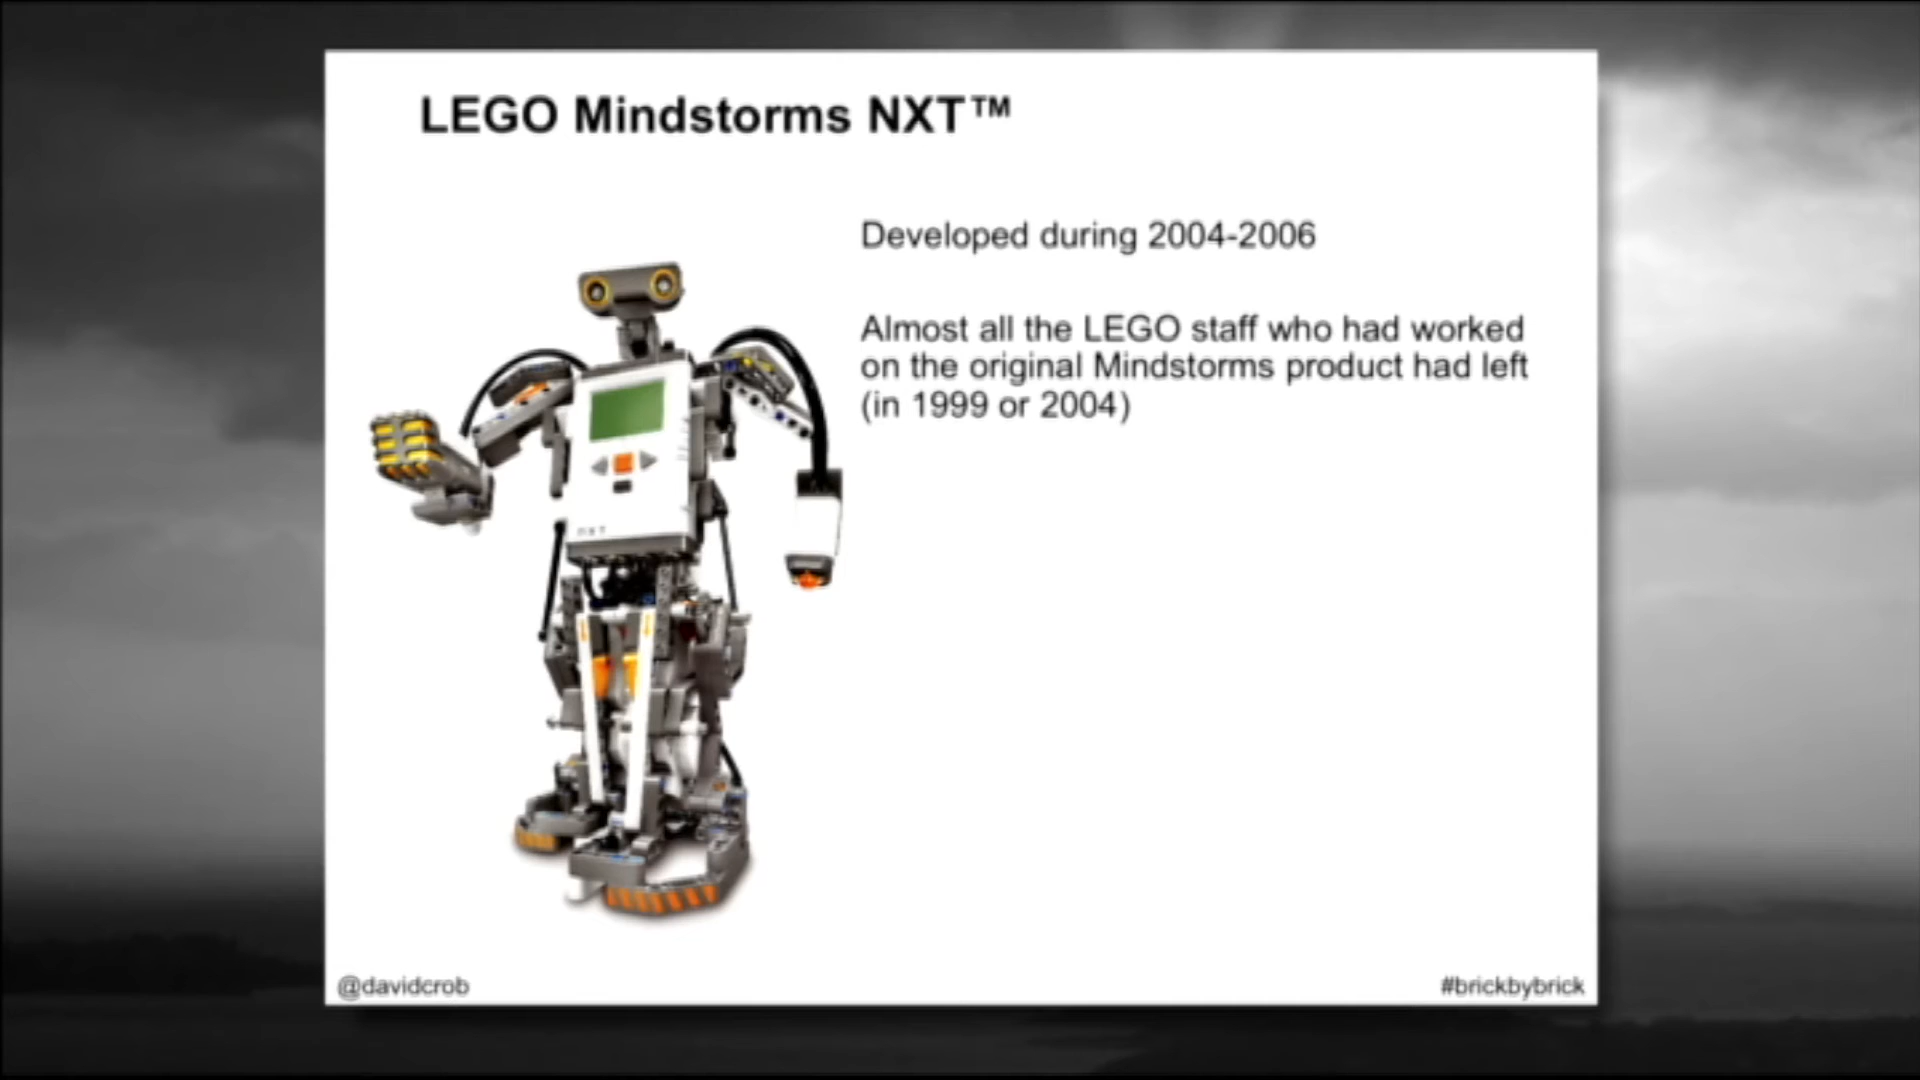 LEGO Mindstorms NXT™
Developed during 2004-2006
Almost all the LEGO staff who had worked
on the original Mindstorms product had left
(in 1999 or 2004)
NXT
@davidcrob
#brickbybrick